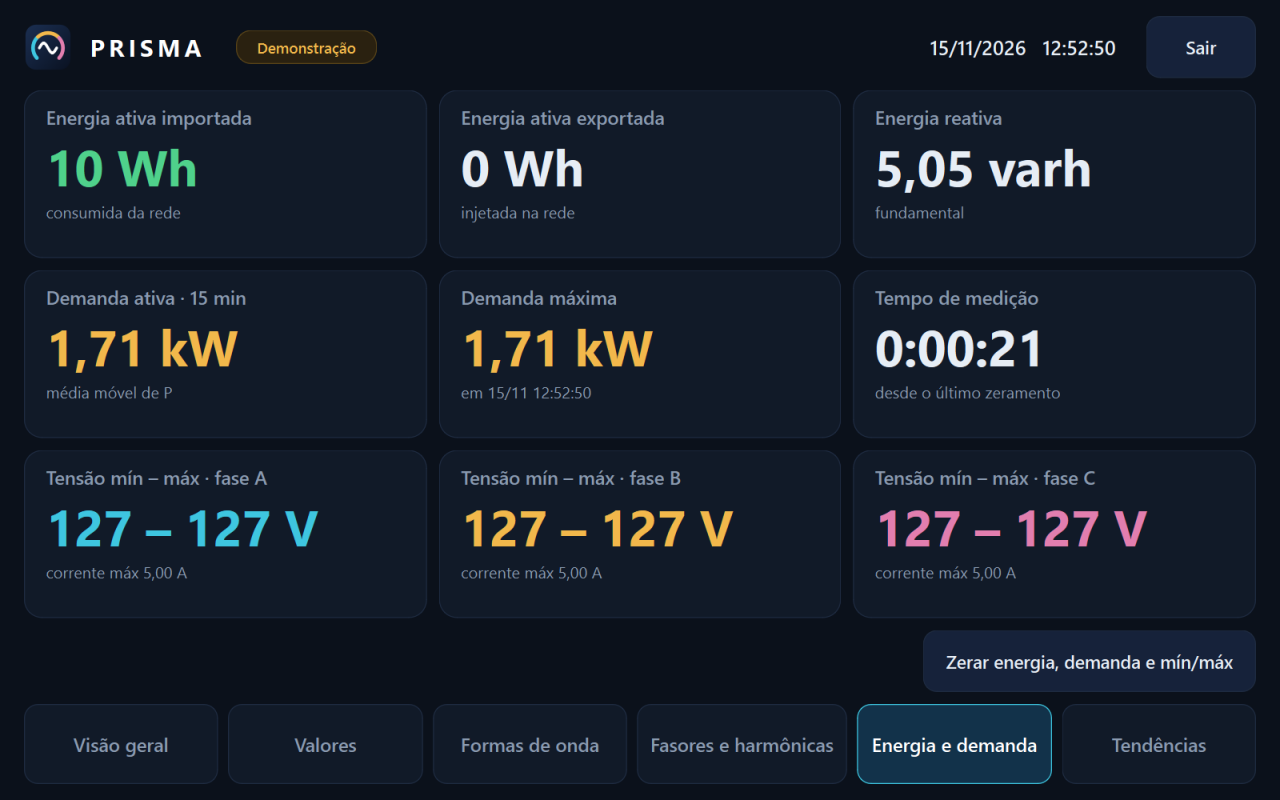 PRISMA
Demonstração
15/11/2026 12:52:50
Sair
Energia ativa importada
10 Wh
consumida da rede
Energia ativa exportada
0 Wh
injetada na rede
Energia reativa
5,05 varh
fundamental
Demanda ativa · 15 min
1,71 kW
média móvel de P
Demanda máxima
1,71 kW
em 15/11 12:52:50
Tempo de medição
0:00:21
desde o último zeramento
Tensão mín – máx · fase A
127 – 127 V
corrente máx 5,00 A
Tensão mín – máx · fase B
127 – 127 V
corrente máx 5,00 A
Tensão mín – máx · fase C
127 – 127 V
corrente máx 5,00 A
Zerar energia, demanda e mín/máx
Visão geral
Valores
Formas de onda
Fasores e harmônicas
Energia e demanda
Tendências